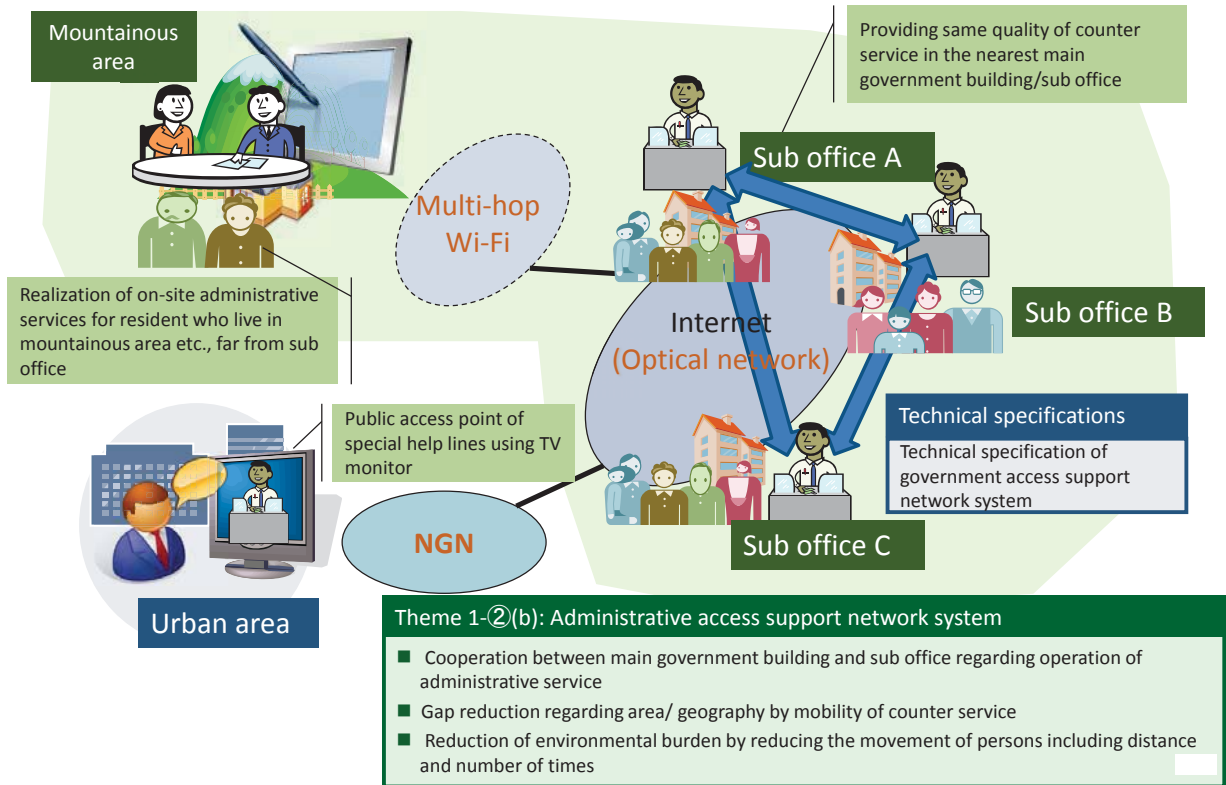 Mountainous
area
Providing same quality of counter
service in the nearest main
government building/sub office
Sub office A
Multi-hop
Wi-Fi
Realization of on-site administrative
services for resident who live in
mountainous area etc., far from sub
office
Internet
(Optical network)
Sub office B
Public access point of
special help lines using TV
monitor
Technical specifications
Technical specification of
government access support
network system
NGN
Sub office C
Urban area
Theme 1-②(b): Administrative access support network system
■ Cooperation between main government building and sub office regarding operation of
administrative service
■ Gap reduction regarding area/ geography by mobility of counter service
■ Reduction of environmental burden by reducing the movement of persons including distance
and number of times